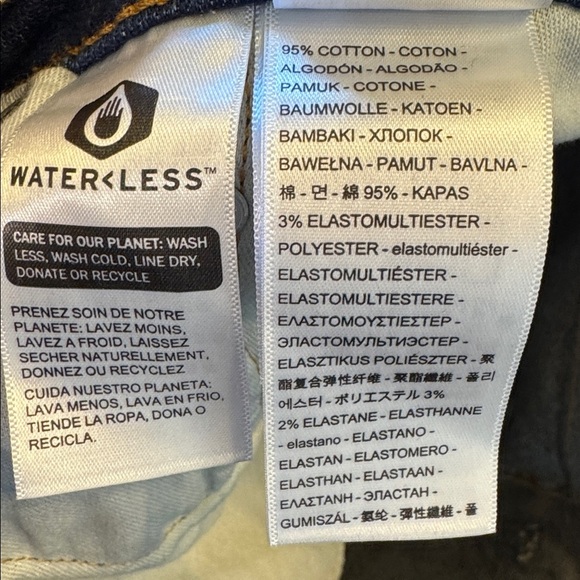 WATER<LESS™
CARE FOR OUR PLANET: WASH
LESS, WASH COLD, LINE DRY,
DONATE OR RECYCLE
PRENEZ SOIN DE NOTRE
PLANETE: LAVEZ MOINS,
LAVEZ A FROID, LAISSEZ
SECHER NATURELLEMENT,
DONNEZ OU RECYCLEZ
CUIDA NUESTRO PLANETA:
LAVA MENOS, LAVA EN FRIO,
TIENDE LA ROPA, DONA O
RECICLA.
95% COTTON - COTON -
ALGODÓN - ALGODÃO -
PAMUK - COTONE -
BAUMWOLLE - KATOEN -
BAMBAKI - ХЛОПОК -
BAWEŁNA - PAMUT - BAVLNA -
棉 - 면 - 綿 95% - KAPAS
3% ELASTOMULTIESTER -
POLYESTER - elastomultiéster -
ELASTOMULTIÉSTER -
ELASTOMULTIESTERE -
ΕΛΑΣΤΟΜΟΥΣΤΙΕΣΤΕΡ -
ЭЛАСТОМУЛЬТИЭСТЕР -
ELASZTIKUS POLIÉSZTER - 聚
酯复合弹性纤维 - 聚酯纖維 - 폴리
에스터 - ポリエステル 3%
2% ELASTANE - ELASTHANNE
- elastano - ELASTANO -
ELASTAN - ELASTOMERO -
ELASTHAN - ELASTAAN -
ΕΛΑΣΤΑΝΗ - ЭЛАСТАН -
GUMISZÁL - 氨纶 - 彈性纖維 - 폴